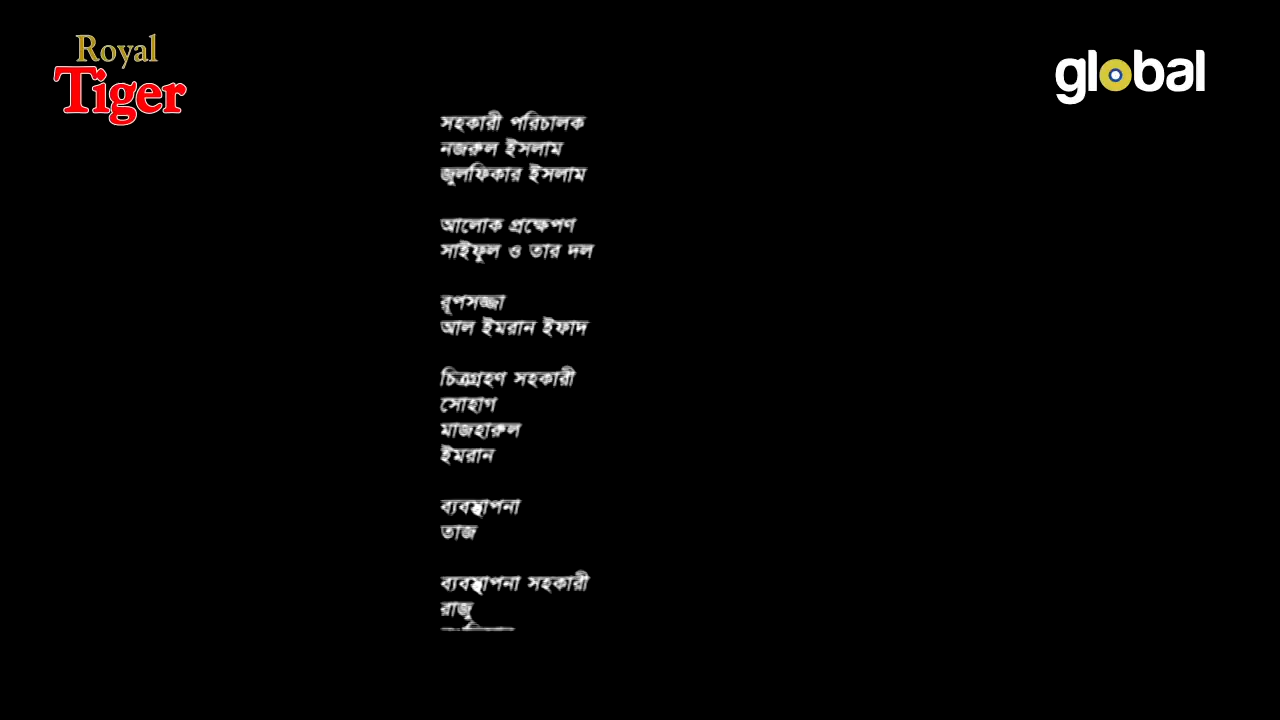 Royal
Tiger
global
সহকারী পরিচালক
নজরুল ইসলাম
জুলফিকার ইসলাম
আলোক প্রক্ষেপণ
সাইফুল ও তার দল
রূপসজ্জা
আল ইমরান ইফাদ
চিত্রগ্রহণ সহকারী
সোহাগ
মাজহারুল
ইমরান
ব্যবস্থাপনা
তাজ
ব্যবস্থাপনা সহকারী
রাজু